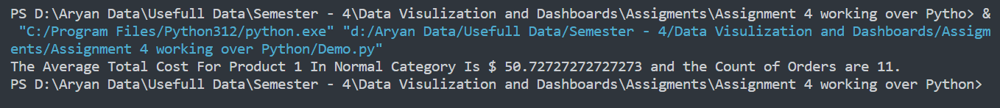 PS D:\Aryan Data\Usefull Data\Semester - 4\Data Visulization and Dashboards\Assigments\Assignment 4 working over Pytho> &
"C:/Program Files/Python312/python.exe" "d:/Aryan Data/Usefull Data/Semester - 4/Data Visulization and Dashboards/Assigm
ents/Assignment 4 working over Python/Demo.py"
The Average Total Cost For Product 1 In Normal Category Is $ 50.72727272727273 and the Count of Orders are 11.
PS D:\Aryan Data\Usefull Data\Semester - 4\Data Visulization and Dashboards\Assigments\Assignment 4 working over Python>